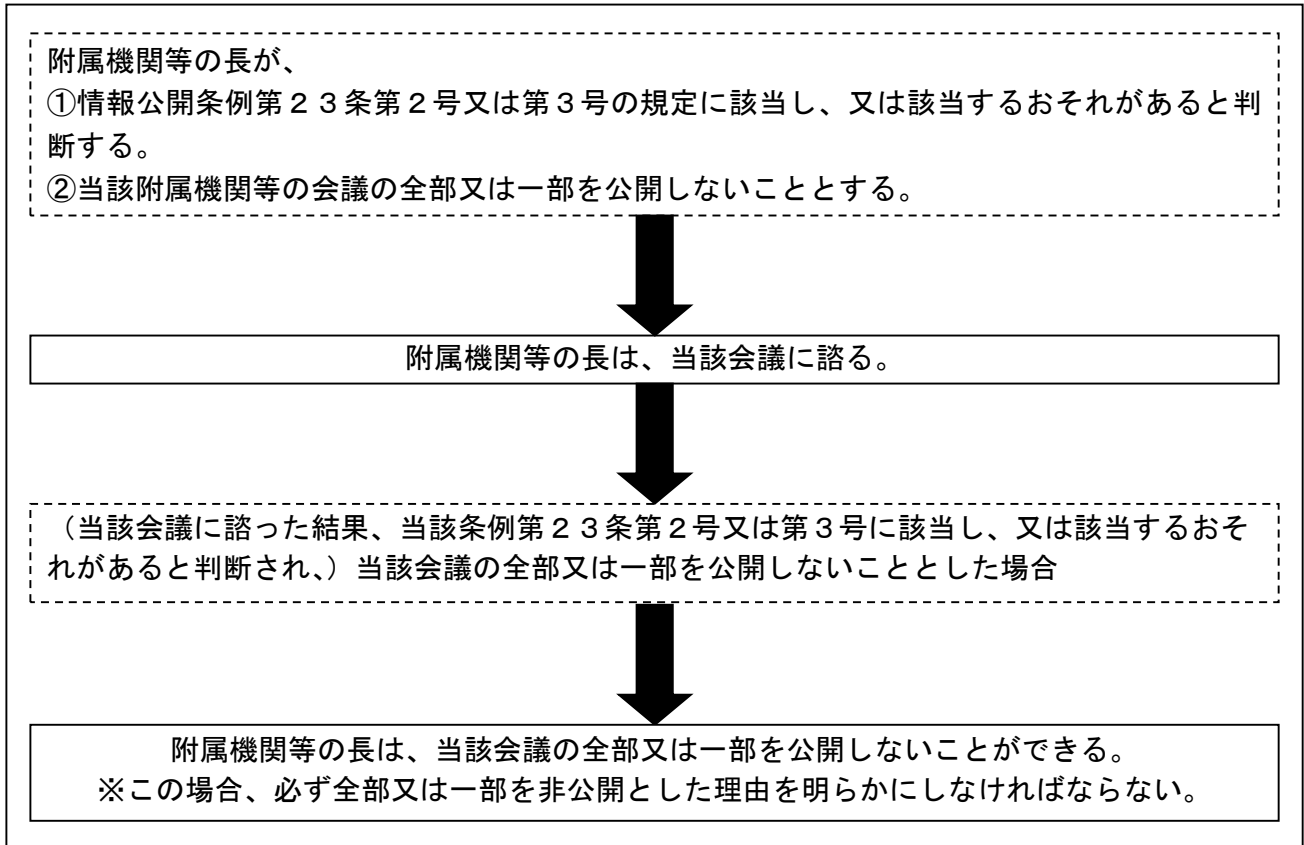 附属機関等の長が、
①情報公開条例第２３条第２号又は第３号の規定に該当し、又は該当するおそれがあると判
断する。
②当該附属機関等の会議の全部又は一部を公開しないこととする。
附属機関等の長は、当該会議に諮る。
（当該会議に諮った結果、当該条例第２３条第２号又は第３号に該当し、又は該当するおそ
れがあると判断され、）当該会議の全部又は一部を公開しないこととした場合
附属機関等の長は、当該会議の全部又は一部を公開しないことができる。
※この場合、必ず全部又は一部を非公開とした理由を明らかにしなければならない。